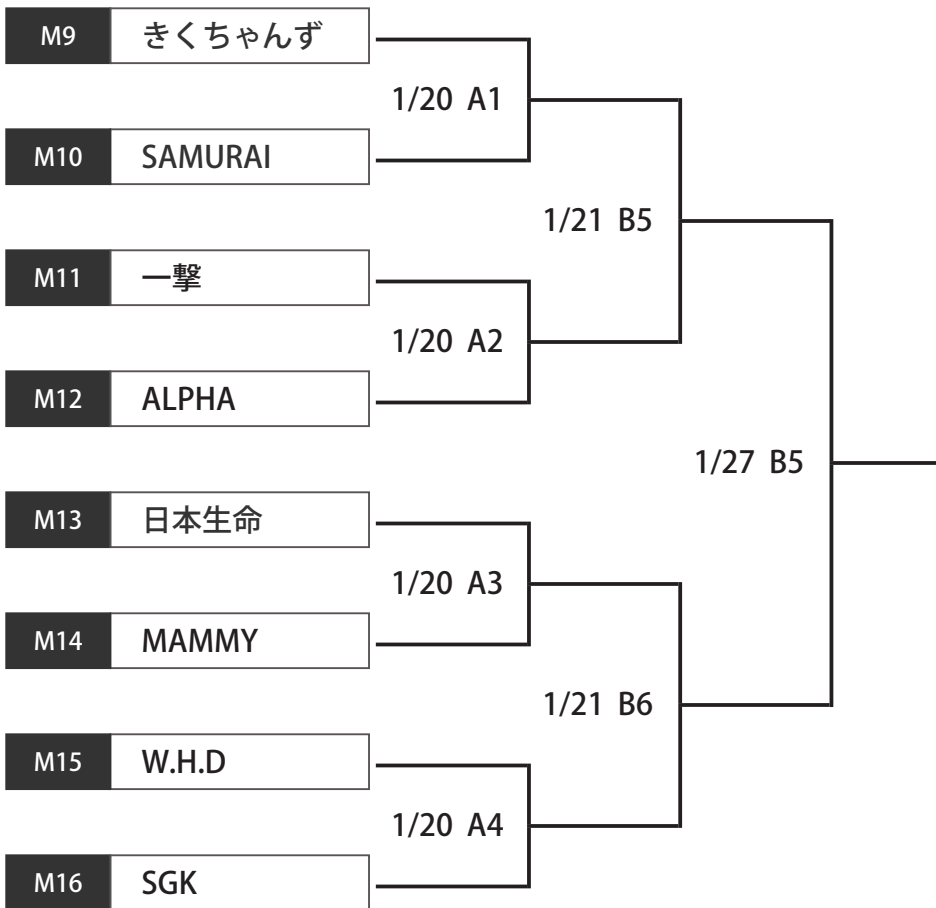 M9 きくちゃんず
1/20 A1
M10 SAMURAI
1/21 B5
M11 一撃
1/20 A2
M12 ALPHA
1/27 B5
M13 日本生命
1/20 A3
M14 MAMMY
1/21 B6
M15 W.H.D
1/20 A4
M16 SGK